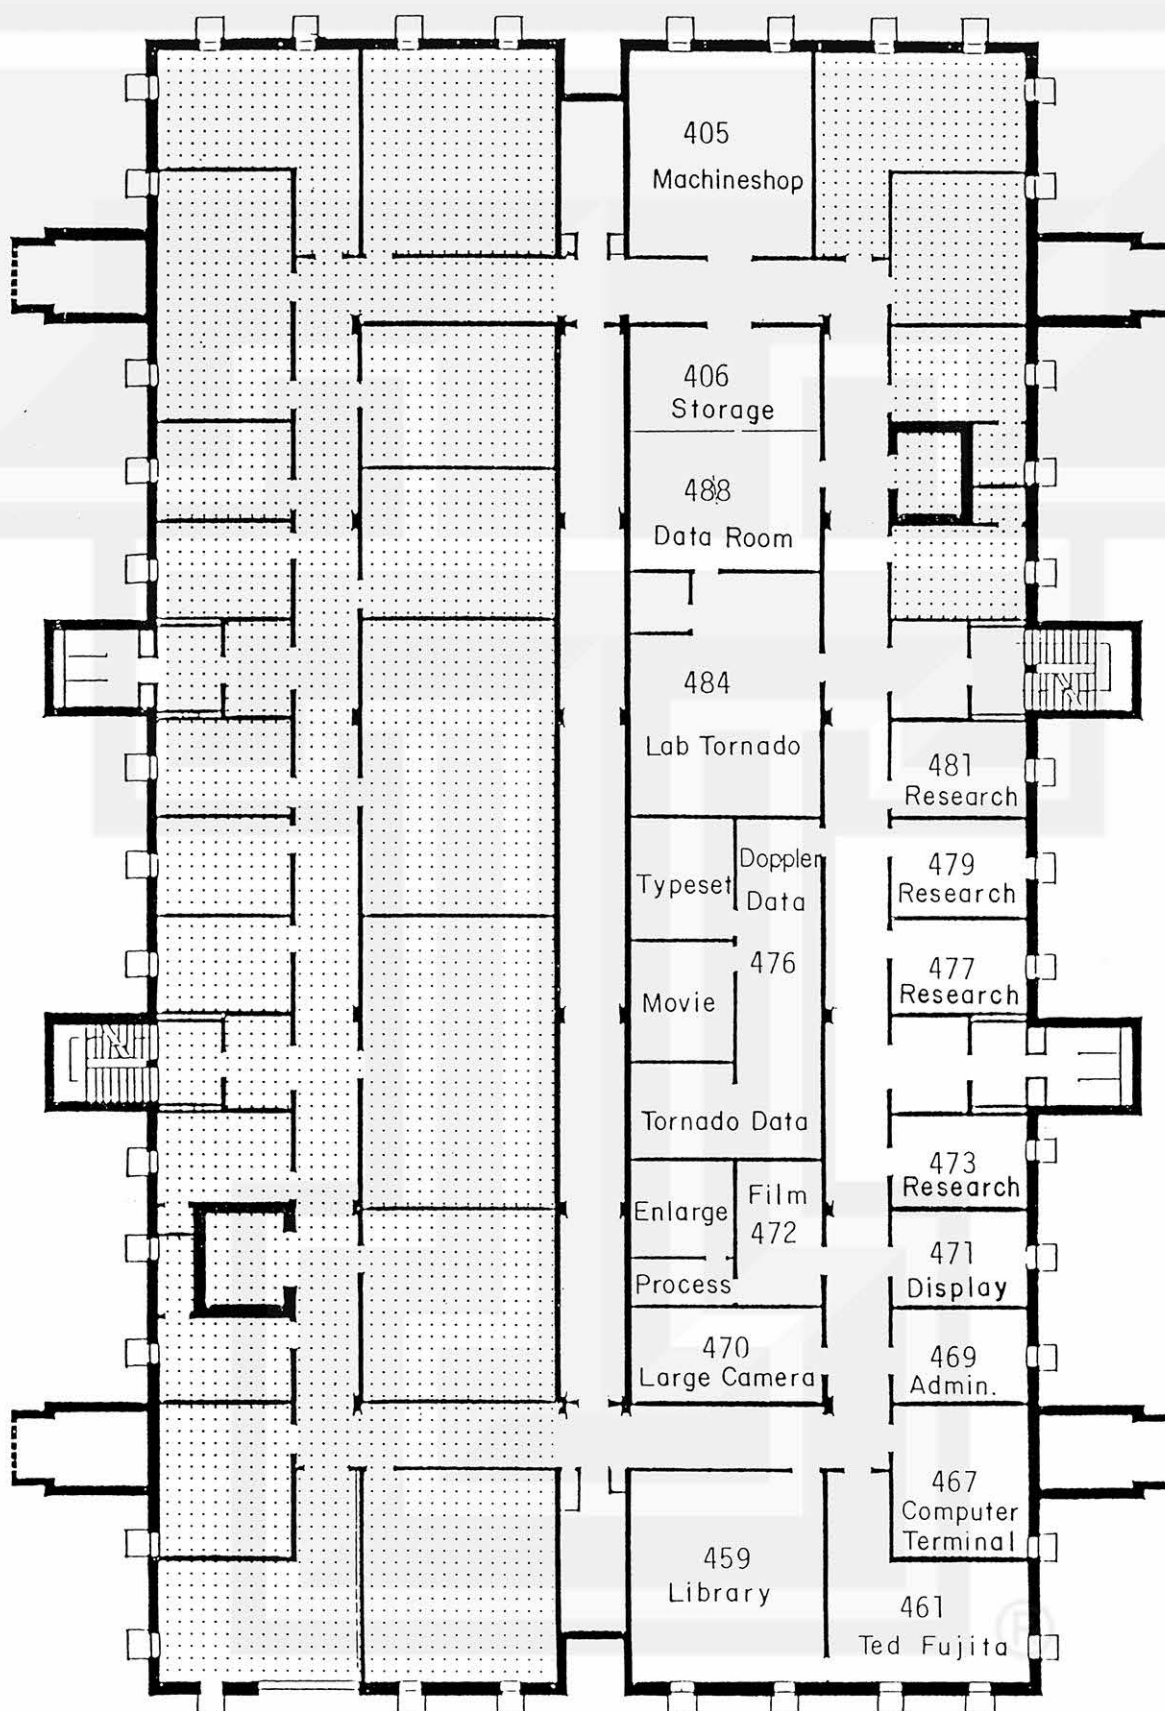 405
Machineshop
406
Storage
488
Data Room
484
Lab Tornado
481
Research
Typeset
Doppler
Data
476
479
Research
Movie
477
Research
Tornado Data
473
Research
Enlarge
Film
472
Process
471
Display
470
Large Camera
469
Admin.
467
Computer
Terminal
459
Library
461
Ted Fujita
®